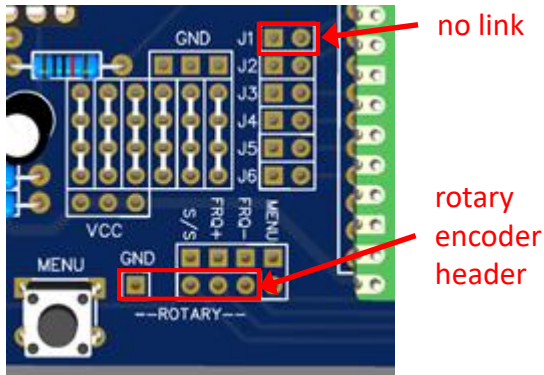 no link
GND
J1
J2
J3
J4
J5
J6
VCC
S/S
FRQ+
FRQ-
MENU
GND
MENU
--ROTARY--
rotary
encoder
header